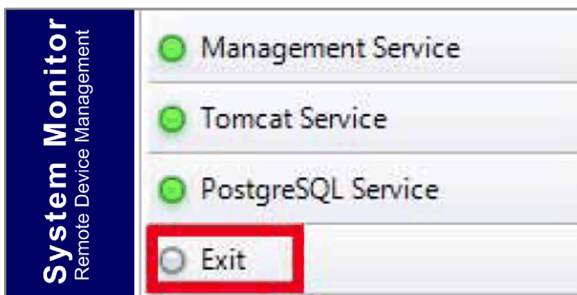 System Monitor
Remote Device Management
Management Service
Tomcat Service
PostgreSQL Service
Exit